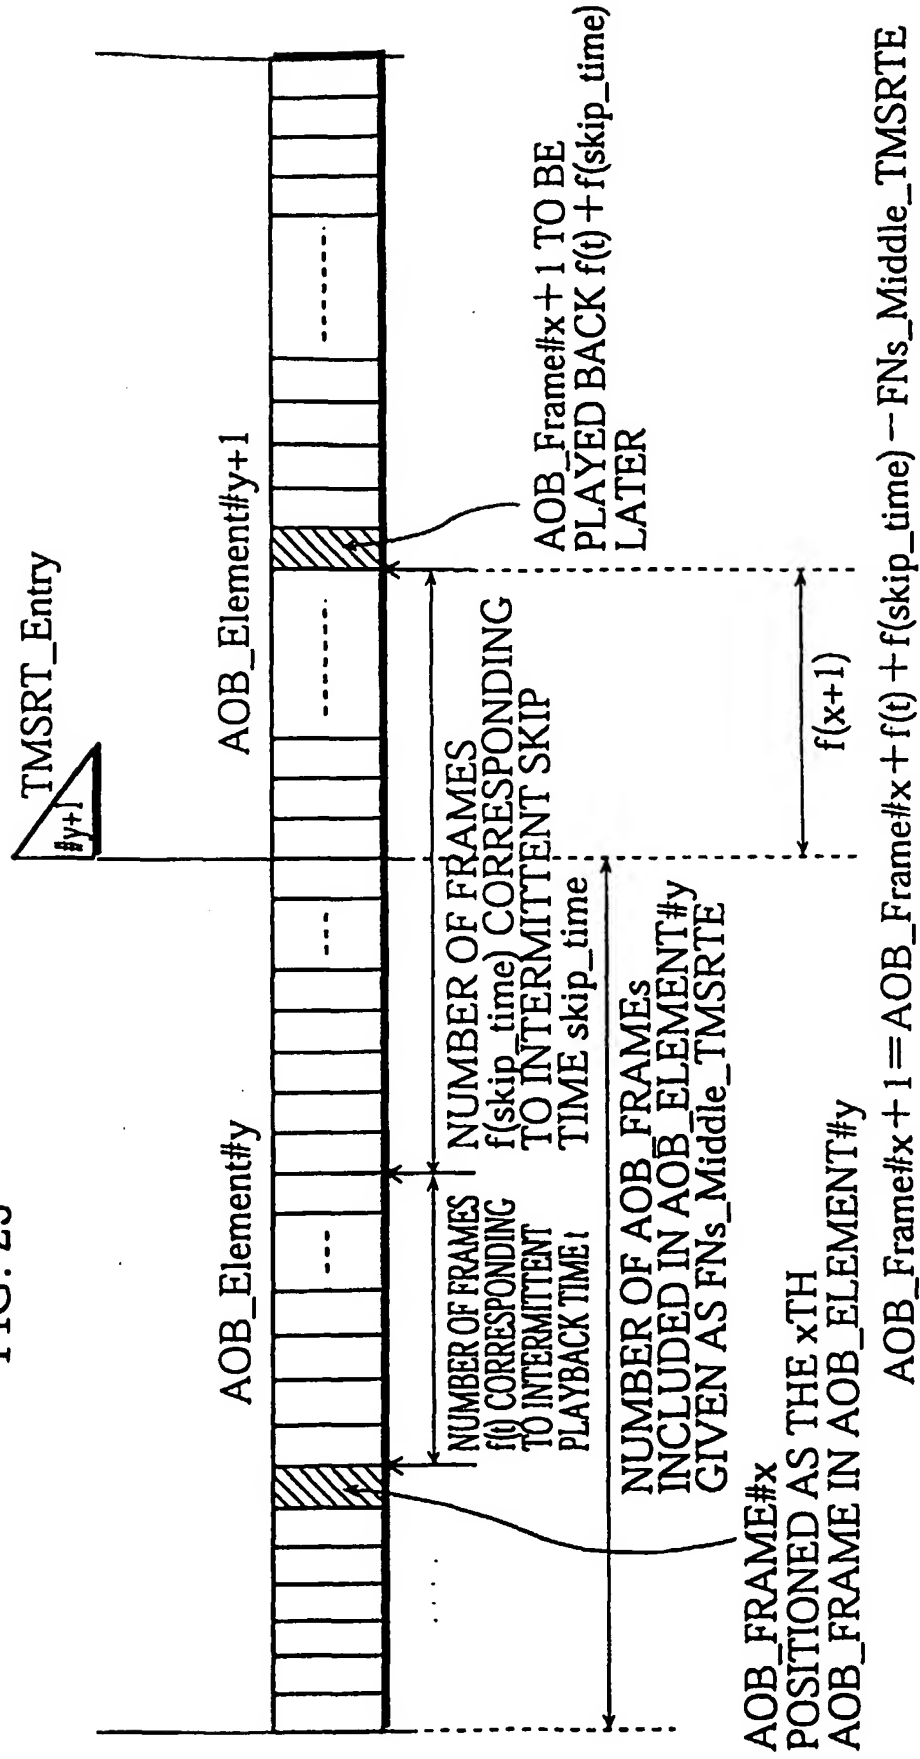 TMSRT_Entry
#y+1
AOB_Element#y
AOB_Element#y+1
NUMBER OF FRAMES
f(t) CORRESPONDING
TO INTERMITTENT
PLAYBACK TIME t
NUMBER OF FRAMES
f(skip_time) CORRESPONDING
TO INTERMITTENT SKIP
TIME skip_time
AOB_Frame#x+1 TO BE
PLAYED BACK f(t)+f(skip_time)
LATER
NUMBER OF AOB_FRAMEs
INCLUDED IN AOB_ELEMENT#y
GIVEN AS FNs_Middle_TMSRTE
f(x+1)
AOB_FRAME#x
POSITIONED AS THE xTH
AOB_FRAME IN AOB_ELEMENT#y
AOB_Frame#x+1=AOB_Frame#x+f(t)+f(skip_time)-FNs_Middle_TMSRTE